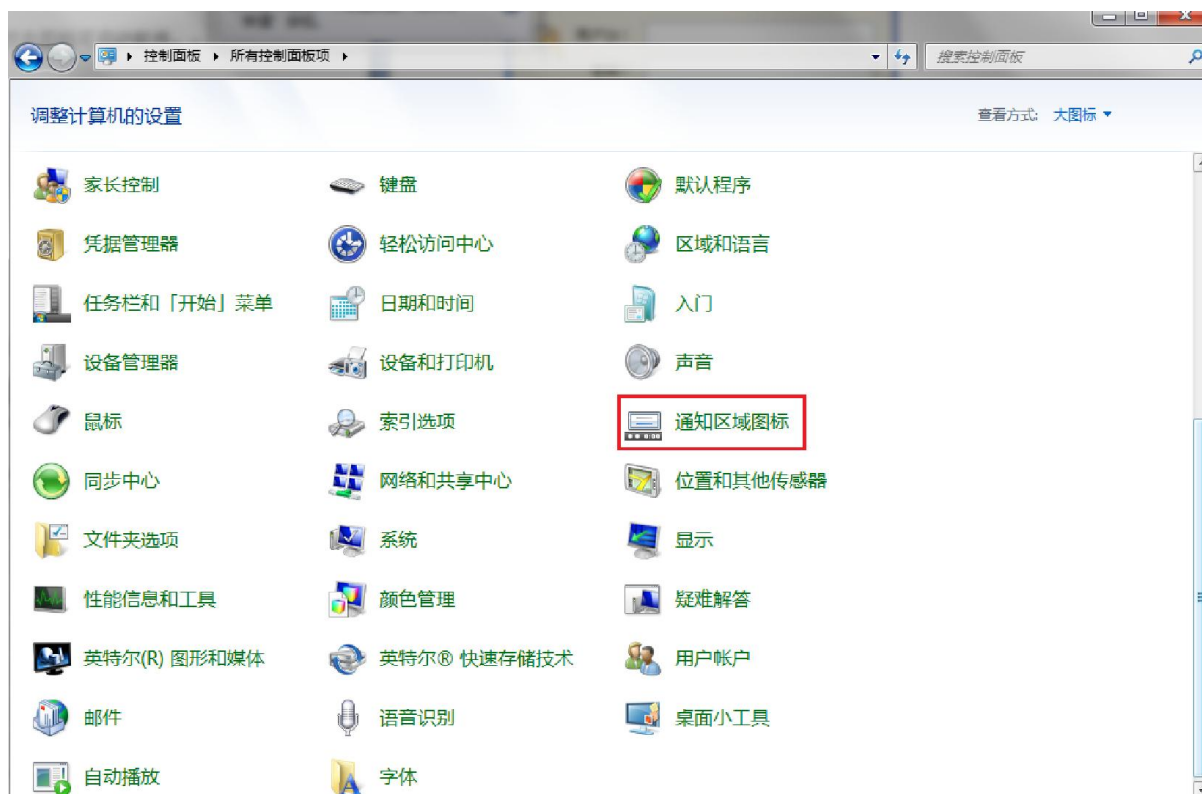 控制面板 ▸ 所有控制面板项 ▸
搜索控制面板
调整计算机的设置
查看方式: 大图标
家长控制 键盘 默认程序
凭据管理器 轻松访问中心 区域和语言
任务栏和「开始」菜单 日期和时间 入门
设备管理器 设备和打印机 声音
鼠标 索引选项 通知区域图标
同步中心 网络和共享中心 位置和其他传感器
文件夹选项 系统 显示
性能信息和工具 颜色管理 疑难解答
英特尔(R) 图形和媒体 英特尔® 快速存储技术 用户帐户
邮件 语音识别 桌面小工具
自动播放 字体